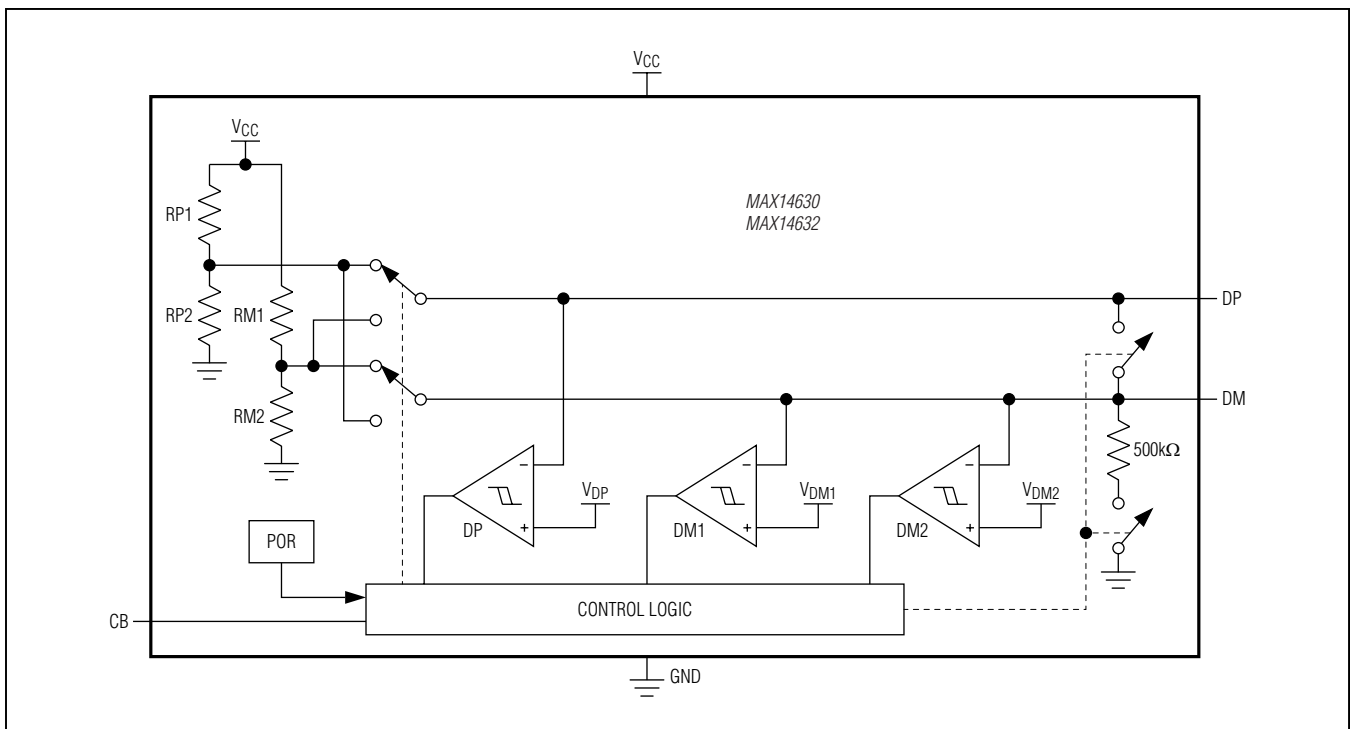 VCC
VCC
MAX14630
MAX14632
RP1
RP2
RM1
DP
DM
RM2
500kΩ
− − −
VDP
VDM1
VDM2
+ + +
DP
DM1
DM2
POR
CONTROL LOGIC
CB
GND